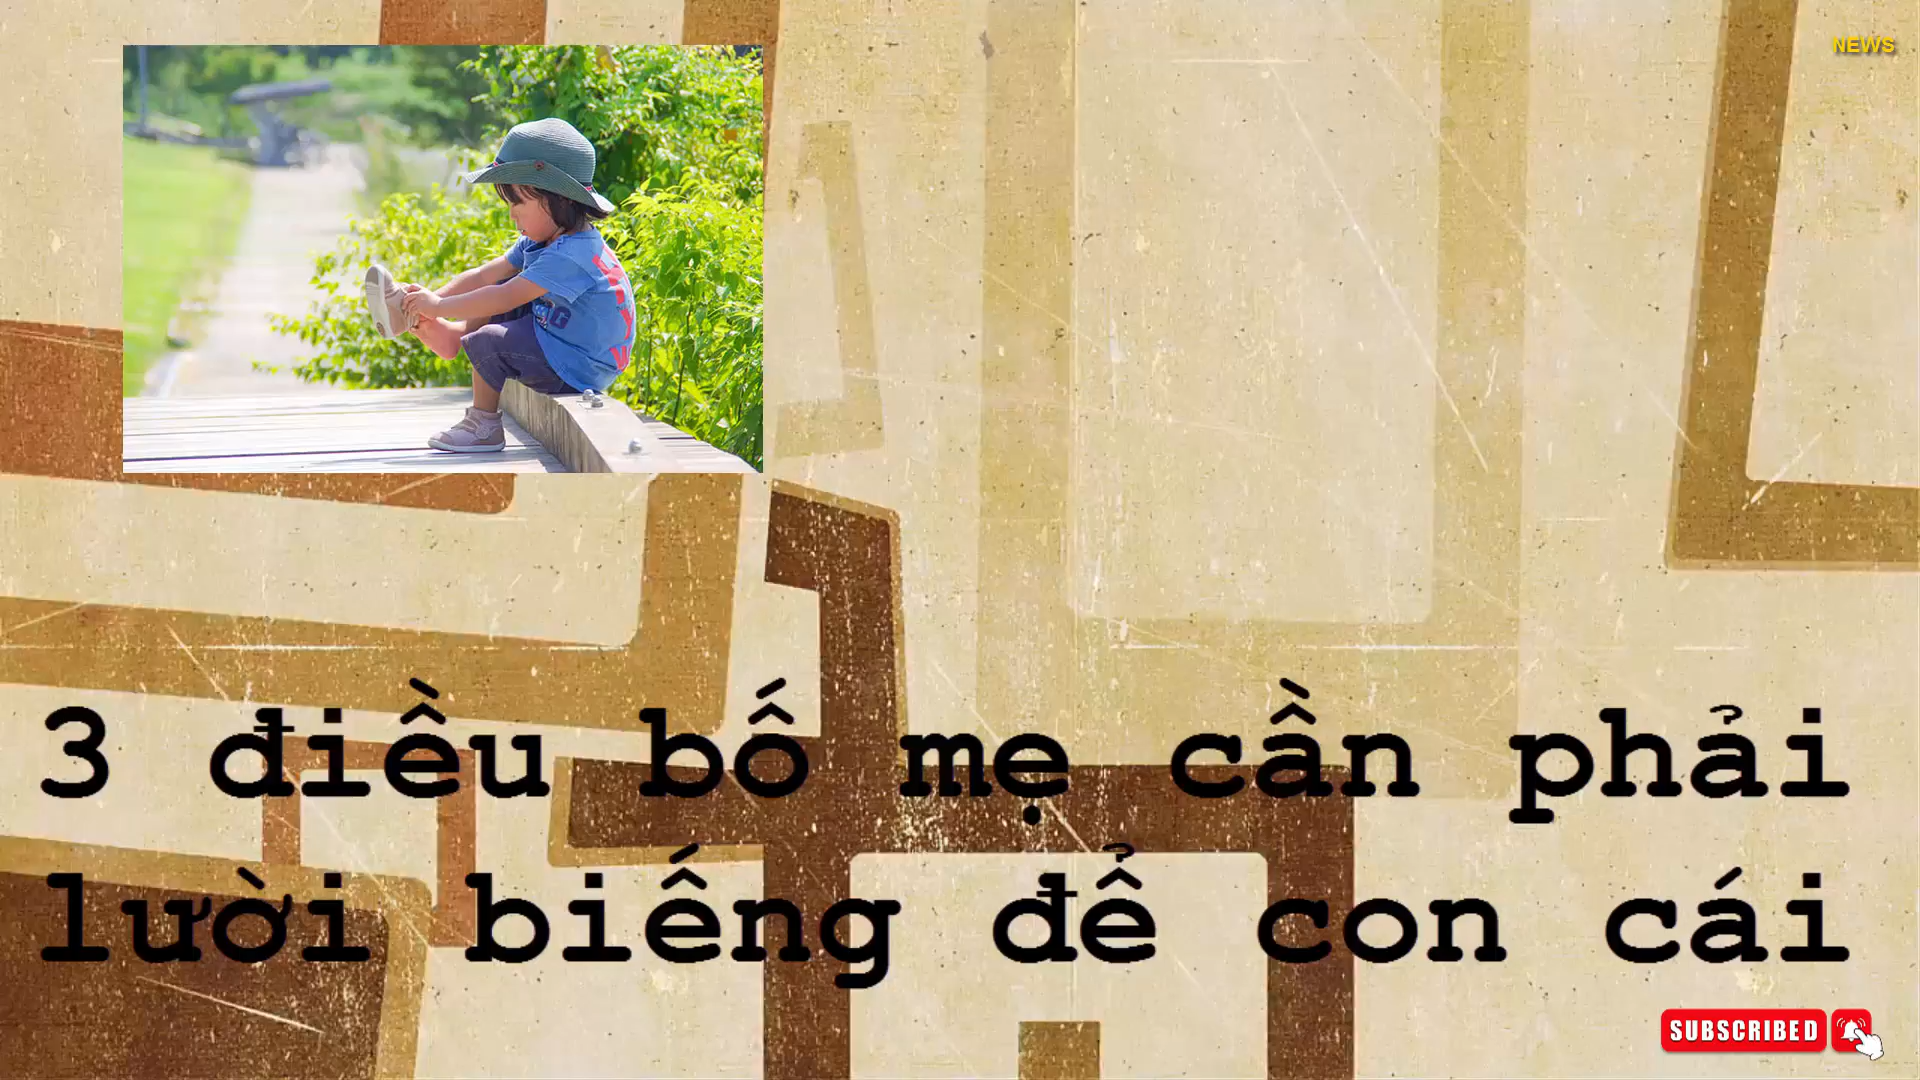 NEWS
3 điều bố mẹ cần phải
lười biếng để con cái
SUBSCRIBED